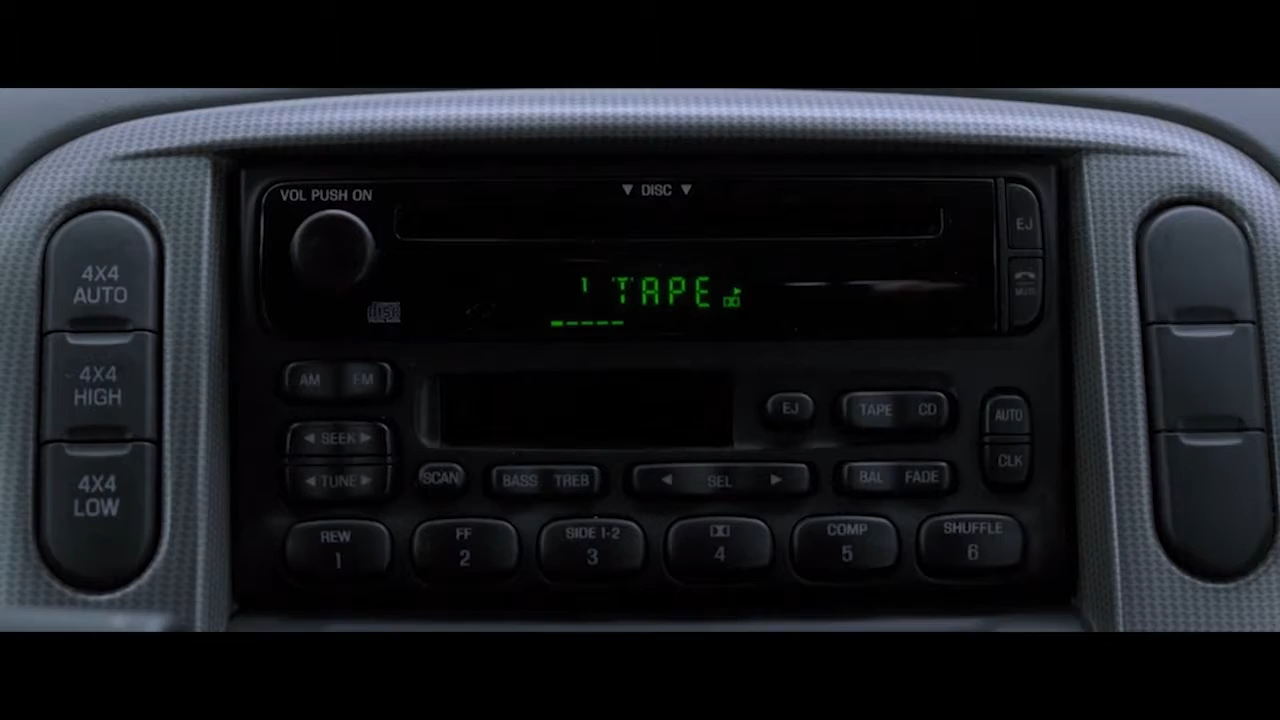 VOL PUSH ON
▼ DISC ▼
EJ
MUTE
1 TAPE
DISC
4X4
AUTO
4X4
HIGH
4X4
LOW
AM FM
EJ
TAPE CD
AUTO
◀ SEEK ▶
CLK
◀ TUNE ▶
SCAN
BASS TREB
◀ SEL ▶
BAL FADE
REW
1
FF
2
SIDE 1-2
3
4
COMP
5
SHUFFLE
6